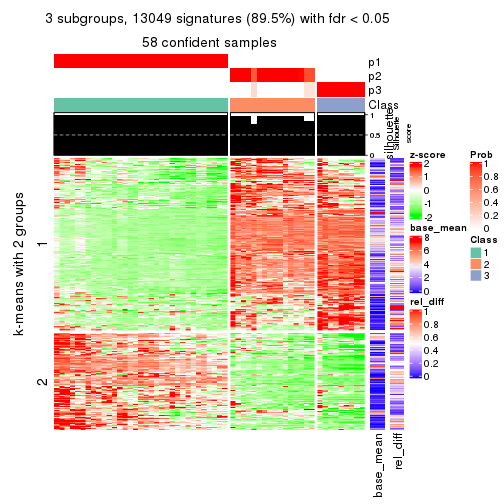 3 subgroups, 13049 signatures (89.5%) with fdr < 0.05
58 confident samples
p1
p2
p3
Class
1
0.5
0
silhouette
Silhouette
score
k-means with 2 groups
1
2
base_mean
rel_diff
z-score
2
1
0
-1
-2
base_mean
8
6
4
2
0
rel_diff
1
0.8
0.6
0.4
0.2
0
Prob
1
0.8
0.6
0.4
0.2
0
Class
1
2
3